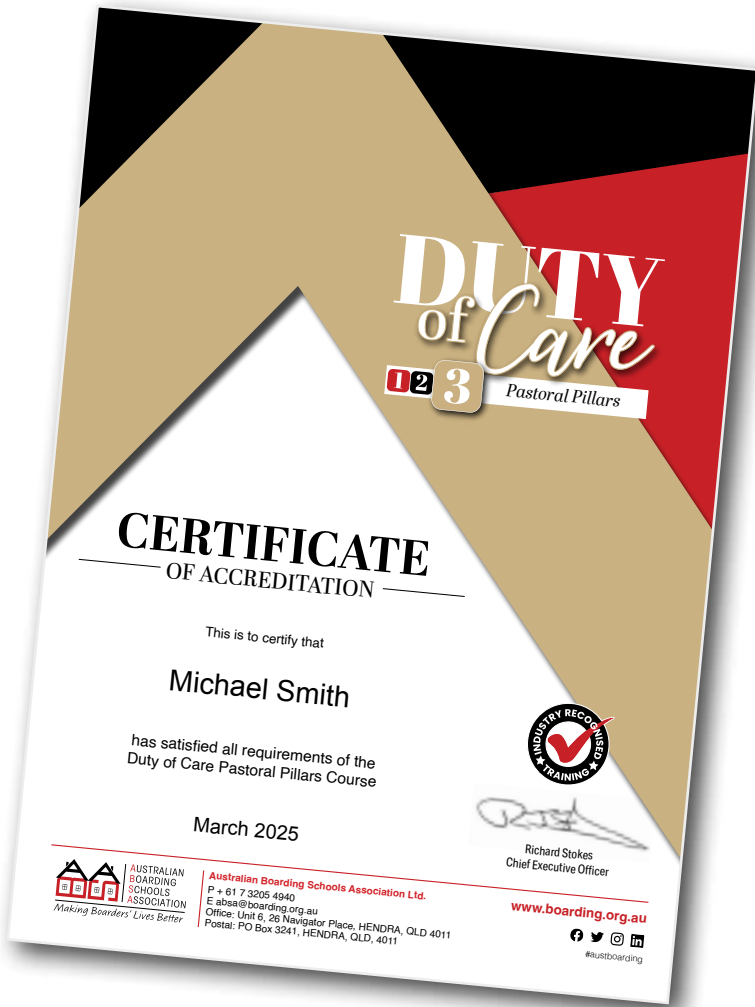 DUTY
of Care
1 2 3 Pastoral Pillars
CERTIFICATE
OF ACCREDITATION
This is to certify that
Michael Smith
has satisfied all requirements of the
Duty of Care Pastoral Pillars Course
March 2025
INDUSTRY RECOGNISED
TRAINING
Richard Stokes
Chief Executive Officer
AUSTRALIAN
BOARDING
SCHOOLS
ASSOCIATION
Making Boarders' Lives Better
Australian Boarding Schools Association Ltd.
P + 61 7 3205 4940
E absa@boarding.org.au
Office: Unit 6, 26 Navigator Place, HENDRA, QLD 4011
Postal: PO Box 3241, HENDRA, QLD, 4011
www.boarding.org.au
#austboarding